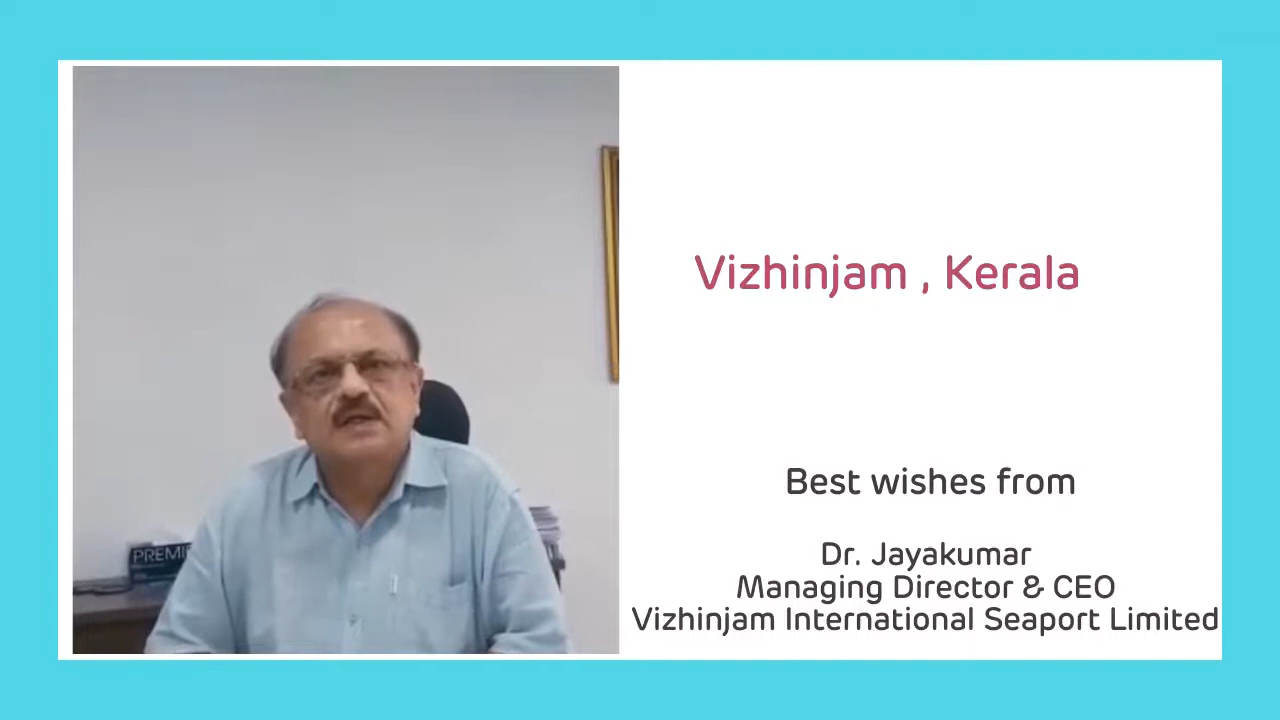 Vizhinjam , Kerala
Best wishes from
Dr. Jayakumar
Managing Director & CEO
Vizhinjam International Seaport Limited